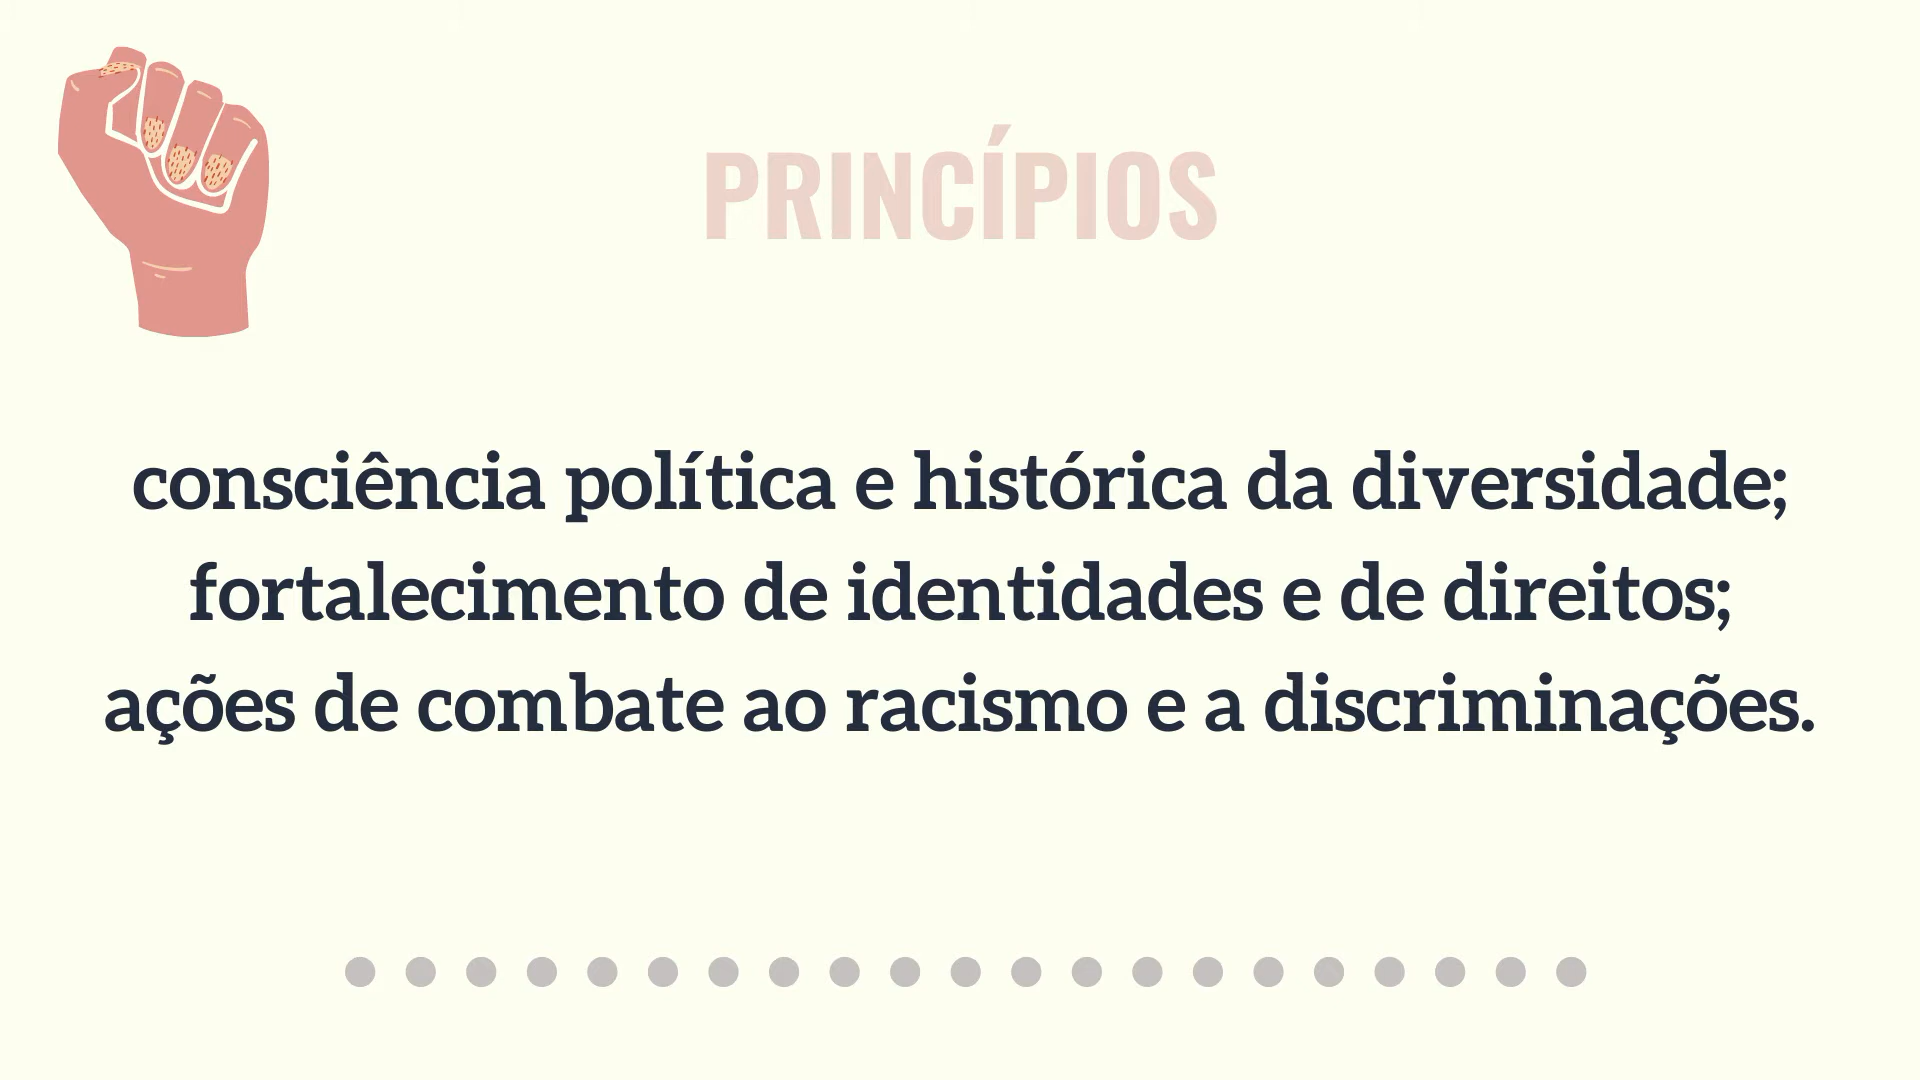 PRINCÍPIOS
consciência política e histórica da diversidade;
fortalecimento de identidades e de direitos;
ações de combate ao racismo e a discriminações.